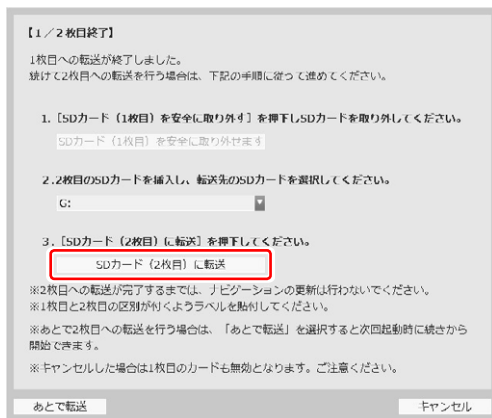 【1/2枚目終了】
1枚目への転送が終了しました。
続けて2枚目への転送を行う場合は、下記の手順に従って進めてください。
1.［SDカード（1枚目）を安全に取り外す］を押下しSDカードを取り外してください。
SDカード（1枚目）を安全に取り外せます
2.2枚目のSDカードを挿入し、転送先のSDカードを選択してください。
G:
3.［SDカード（2枚目）に転送］を押下してください。
SDカード（2枚目）に転送
※2枚目への転送が完了するまでは、ナビゲーションの更新は行わないでください。
※1枚目と2枚目の区別が付くようラベルを貼付してください。
※あとで2枚目への転送を行う場合は、「あとで転送」を選択すると次回起動時に続きから
開始できます。
※キャンセルした場合は1枚目のカードも無効となります。ご注意ください。
あとで転送
キャンセル